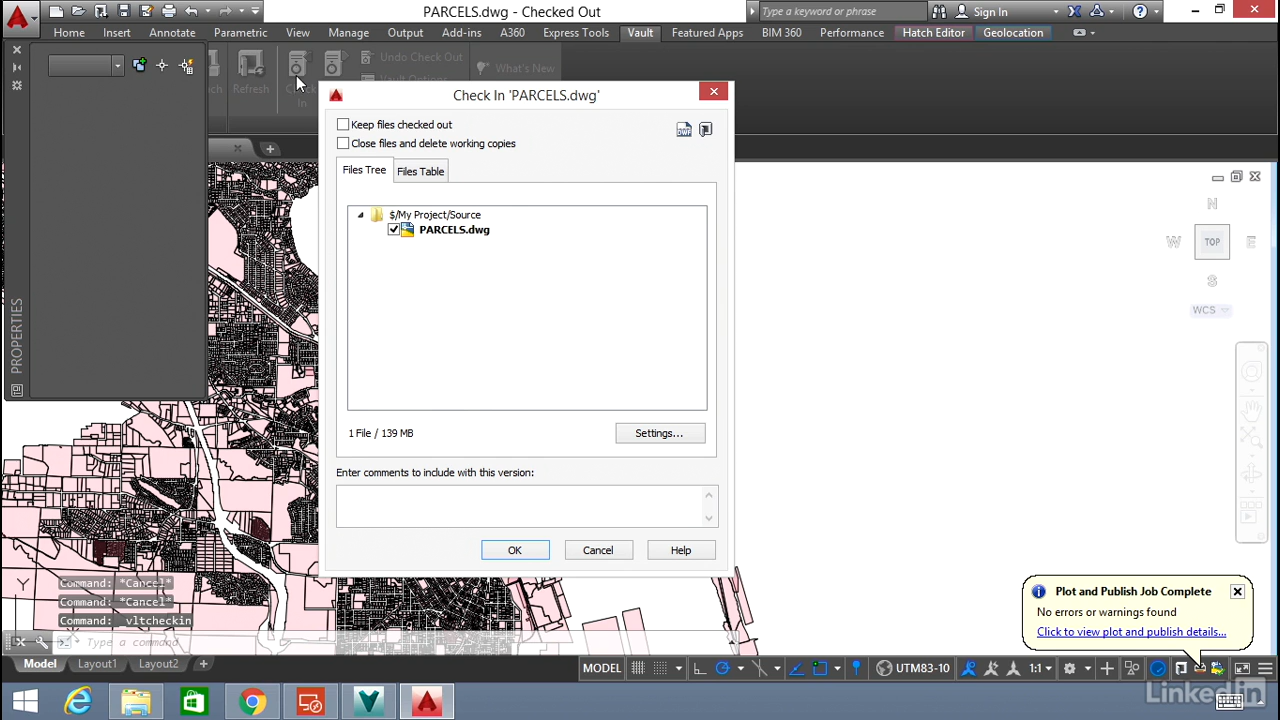 PARCELS.dwg - Checked Out
Type a keyword or phrase
Sign In
Home
Insert
Annotate
Parametric
View
Manage
Output
Add-ins
A360
Express Tools
Vault
Featured Apps
BIM 360
Performance
Hatch Editor
Geolocation
Refresh
Check In
Undo Check Out
Vault Options
What's New
Check In 'PARCELS.dwg'
Keep files checked out
Close files and delete working copies
Files Tree
Files Table
$/My Project/Source
PARCELS.dwg
1 File / 139 MB
Settings...
Enter comments to include with this version:
OK
Cancel
Help
PROPERTIES
N
W
TOP
E
S
WCS
Y
Command: *Cancel*
Command: *Cancel*
Command: _vltcheckin
Type a command
Plot and Publish Job Complete
No errors or warnings found
Click to view plot and publish details...
Model
Layout1
Layout2
MODEL
UTM83-10
1:1
LinkedIn